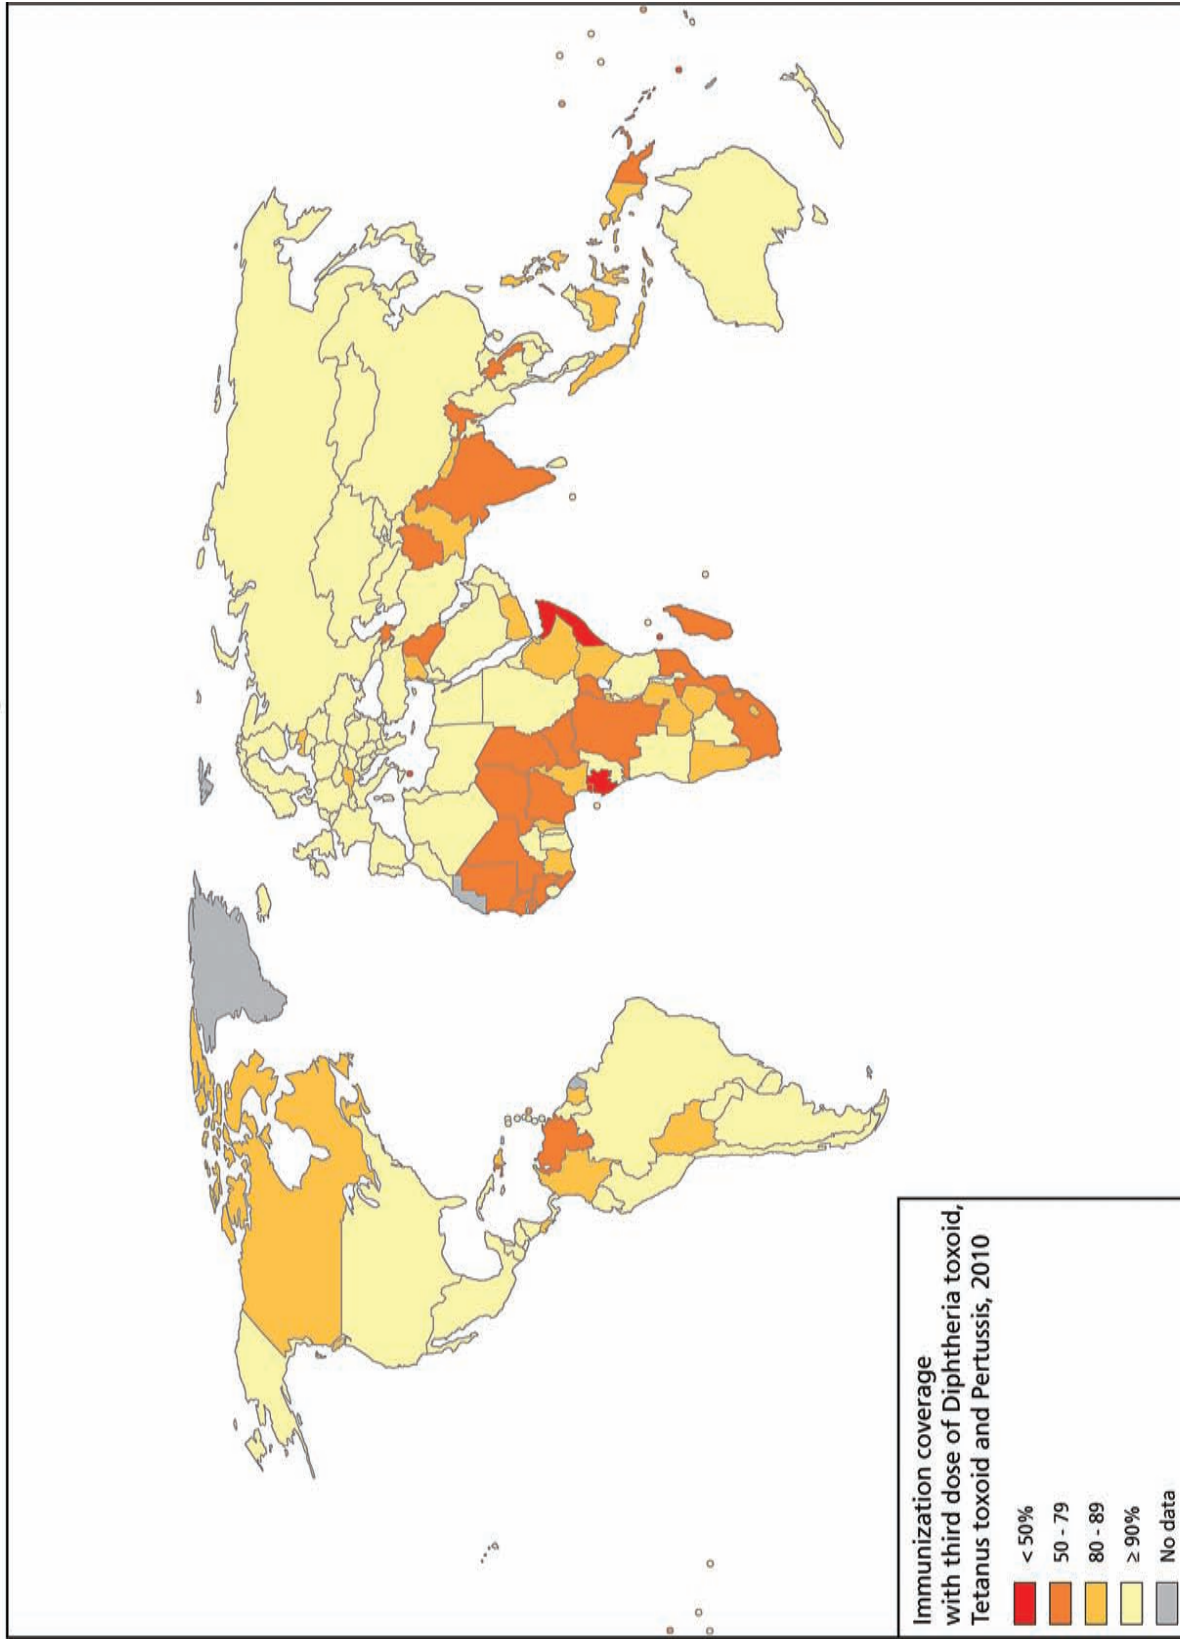 Immunization coverage
with third dose of Diphtheria toxoid,
Tetanus toxoid and Pertussis, 2010
< 50%
50 - 79
80 - 89
≥ 90%
No data